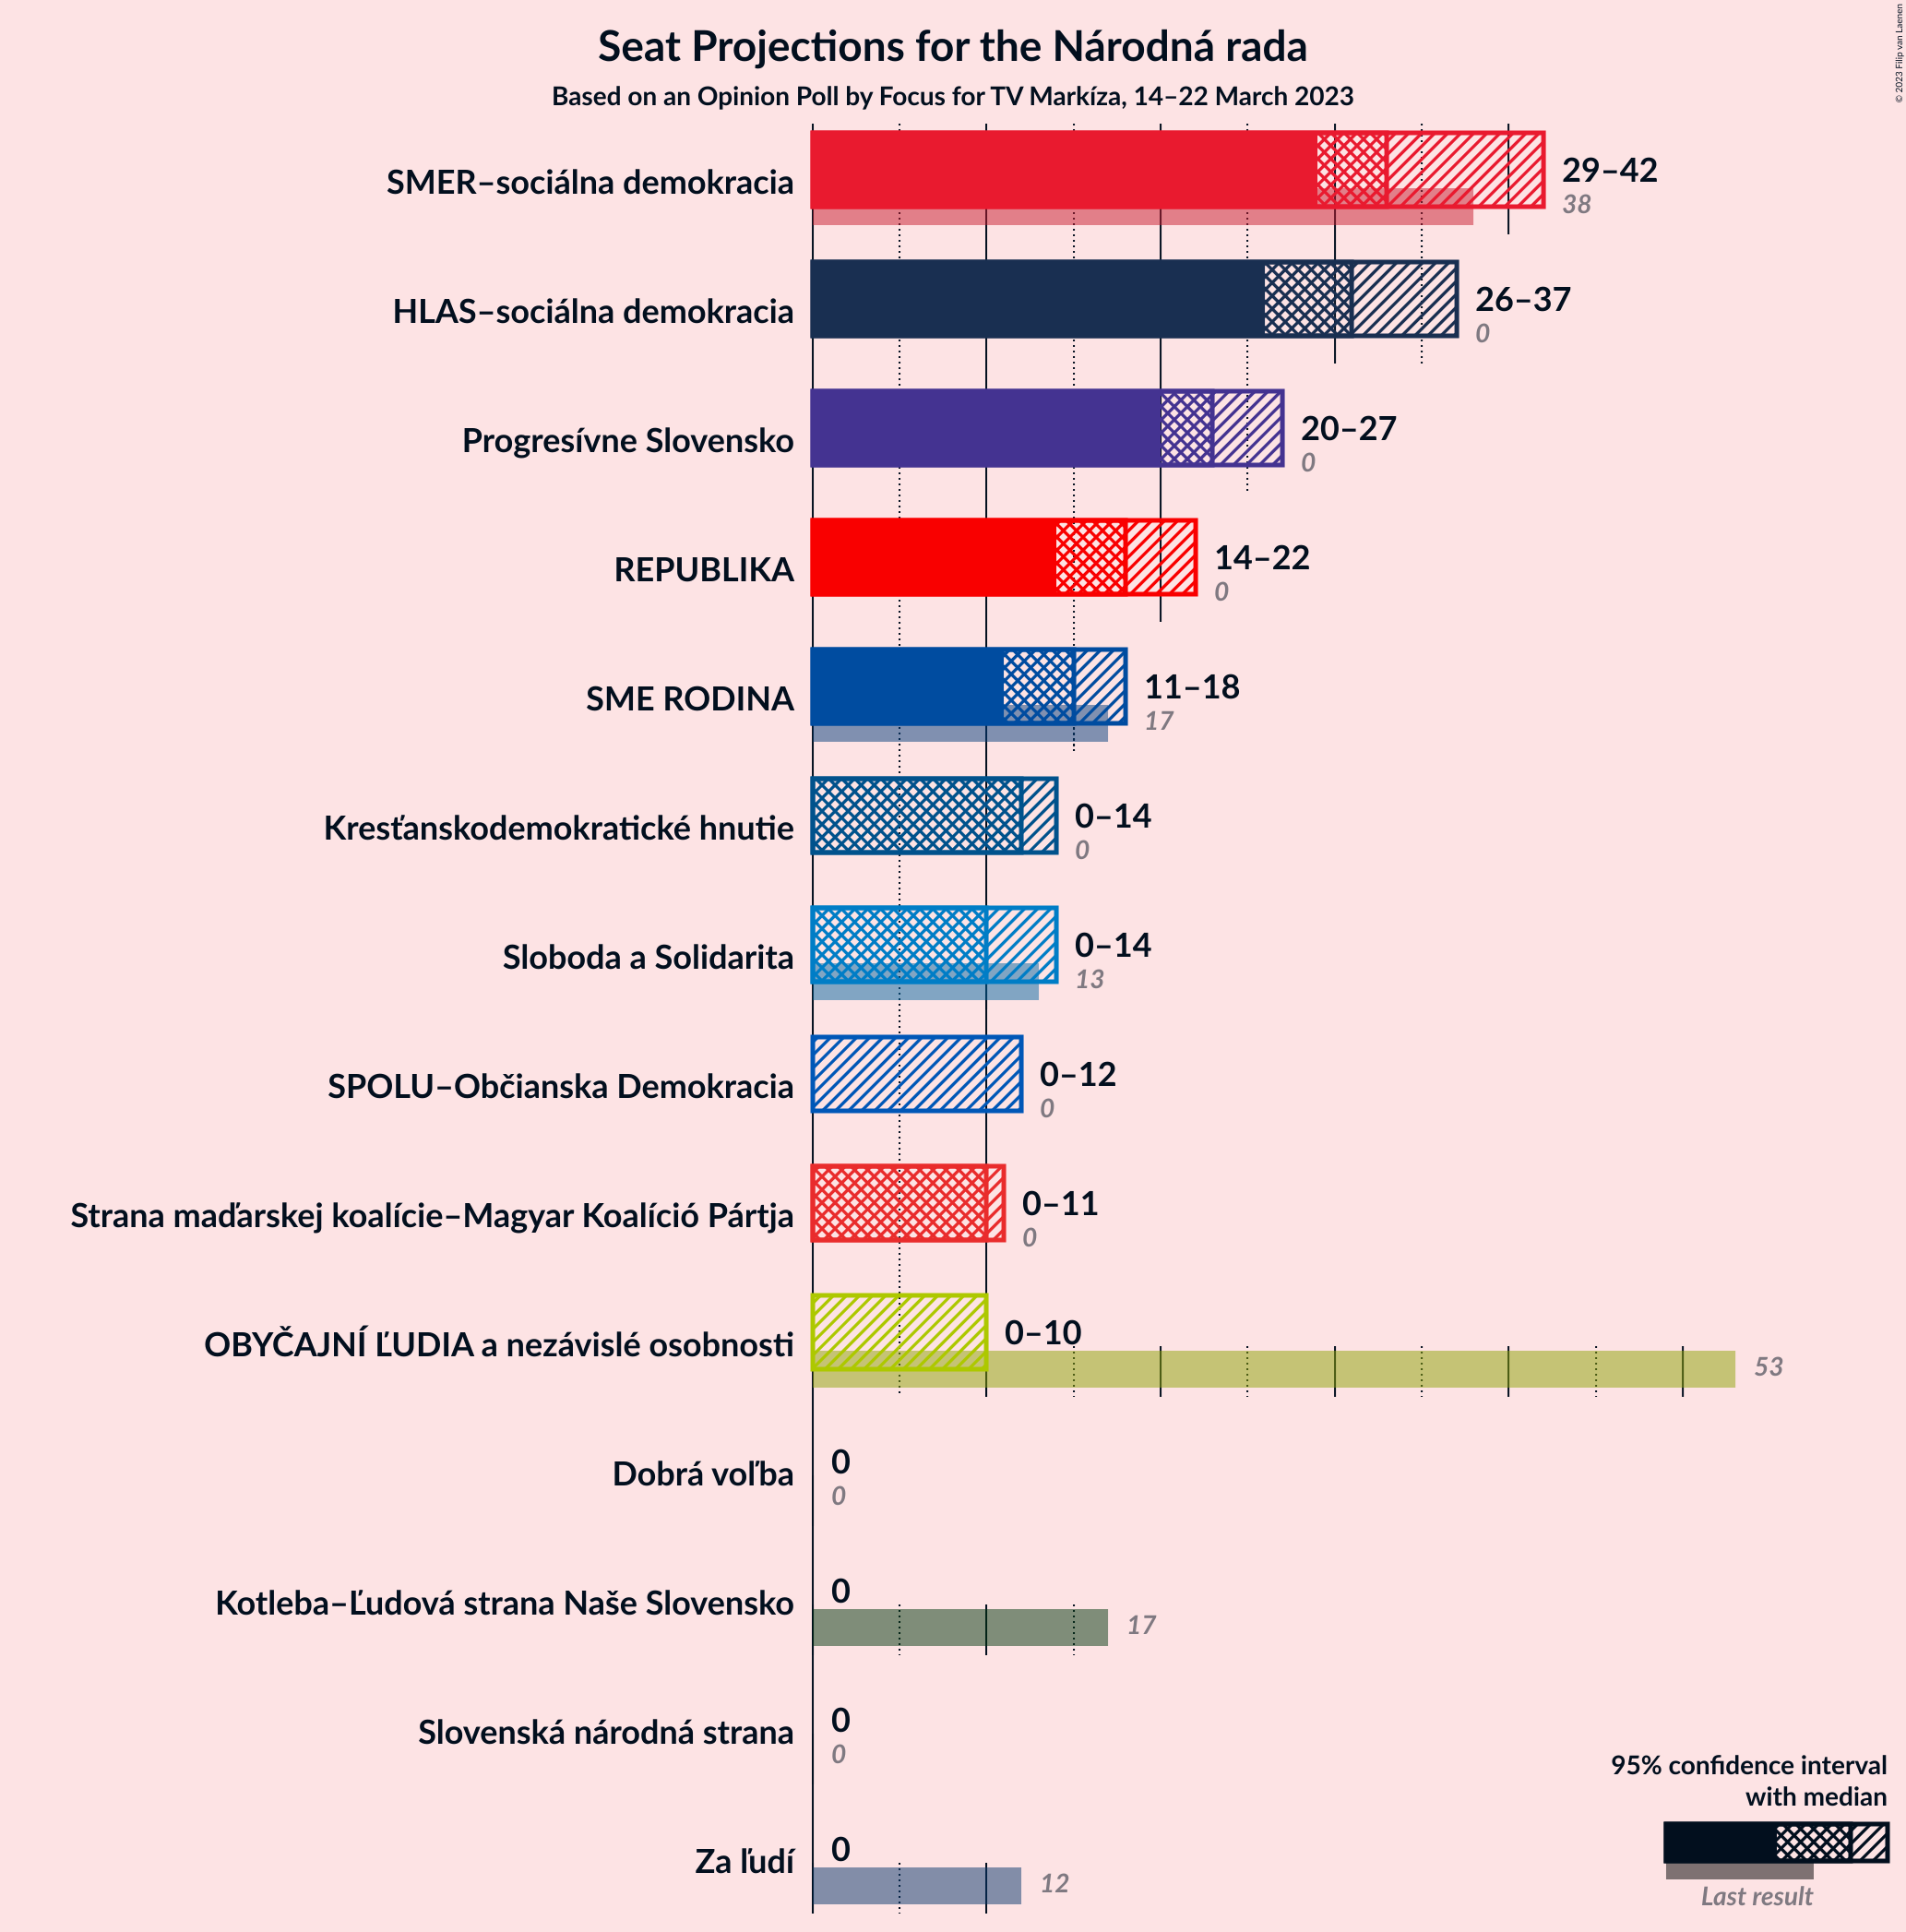 Seat Projections for the Národná rada
Based on an Opinion Poll by Focus for TV Markíza, 14–22 March 2023
© 2023 Filip van Laenen
SMER–sociálna demokracia
29–42
38
HLAS–sociálna demokracia
26–37
0
Progresívne Slovensko
20–27
0
REPUBLIKA
14–22
0
SME RODINA
11–18
17
Kresťanskodemokratické hnutie
0–14
0
Sloboda a Solidarita
0–14
13
SPOLU–Občianska Demokracia
0–12
0
Strana maďarskej koalície–Magyar Koalíció Pártja
0–11
0
OBYČAJNÍ ĽUDIA a nezávislé osobnosti
0–10
53
Dobrá voľba
0
0
Kotleba–Ľudová strana Naše Slovensko
0
17
Slovenská národná strana
0
0
Za ľudí
0
12
95% confidence interval
with median
Last result